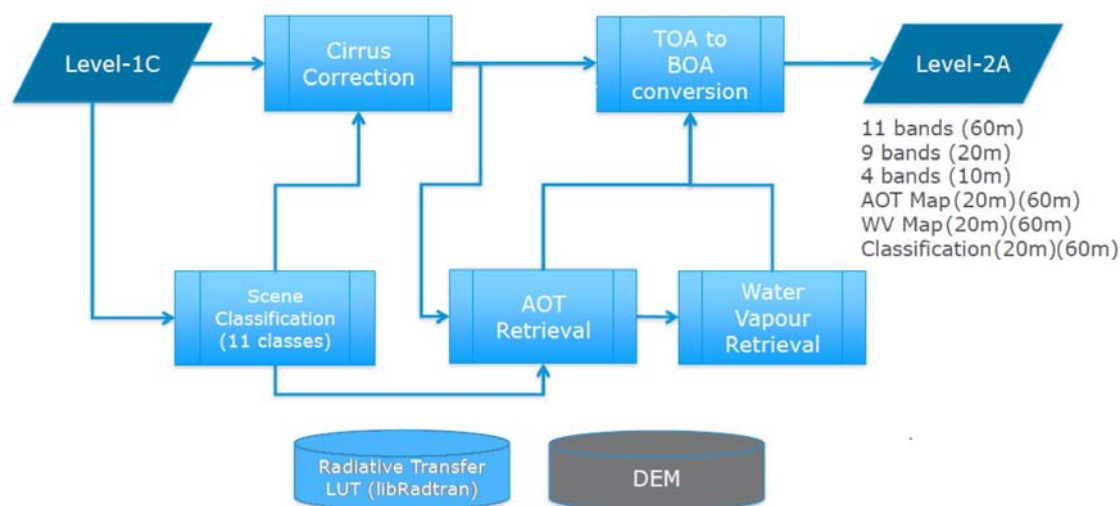 Level-1C
Cirrus
Correction
TOA to
BOA
conversion
Level-2A
11 bands (60m)
9 bands (20m)
4 bands (10m)
AOT Map(20m)(60m)
WV Map(20m)(60m)
Classification(20m)(60m)
Scene
Classification
(11 classes)
AOT
Retrieval
Water
Vapour
Retrieval
Radiative Transfer
LUT (libRadtran)
DEM